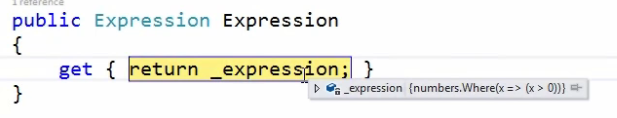 1 reference
public Expression Expression
{
get { return _expression; }
_expression {numbers.Where(x => (x > 0))}
}